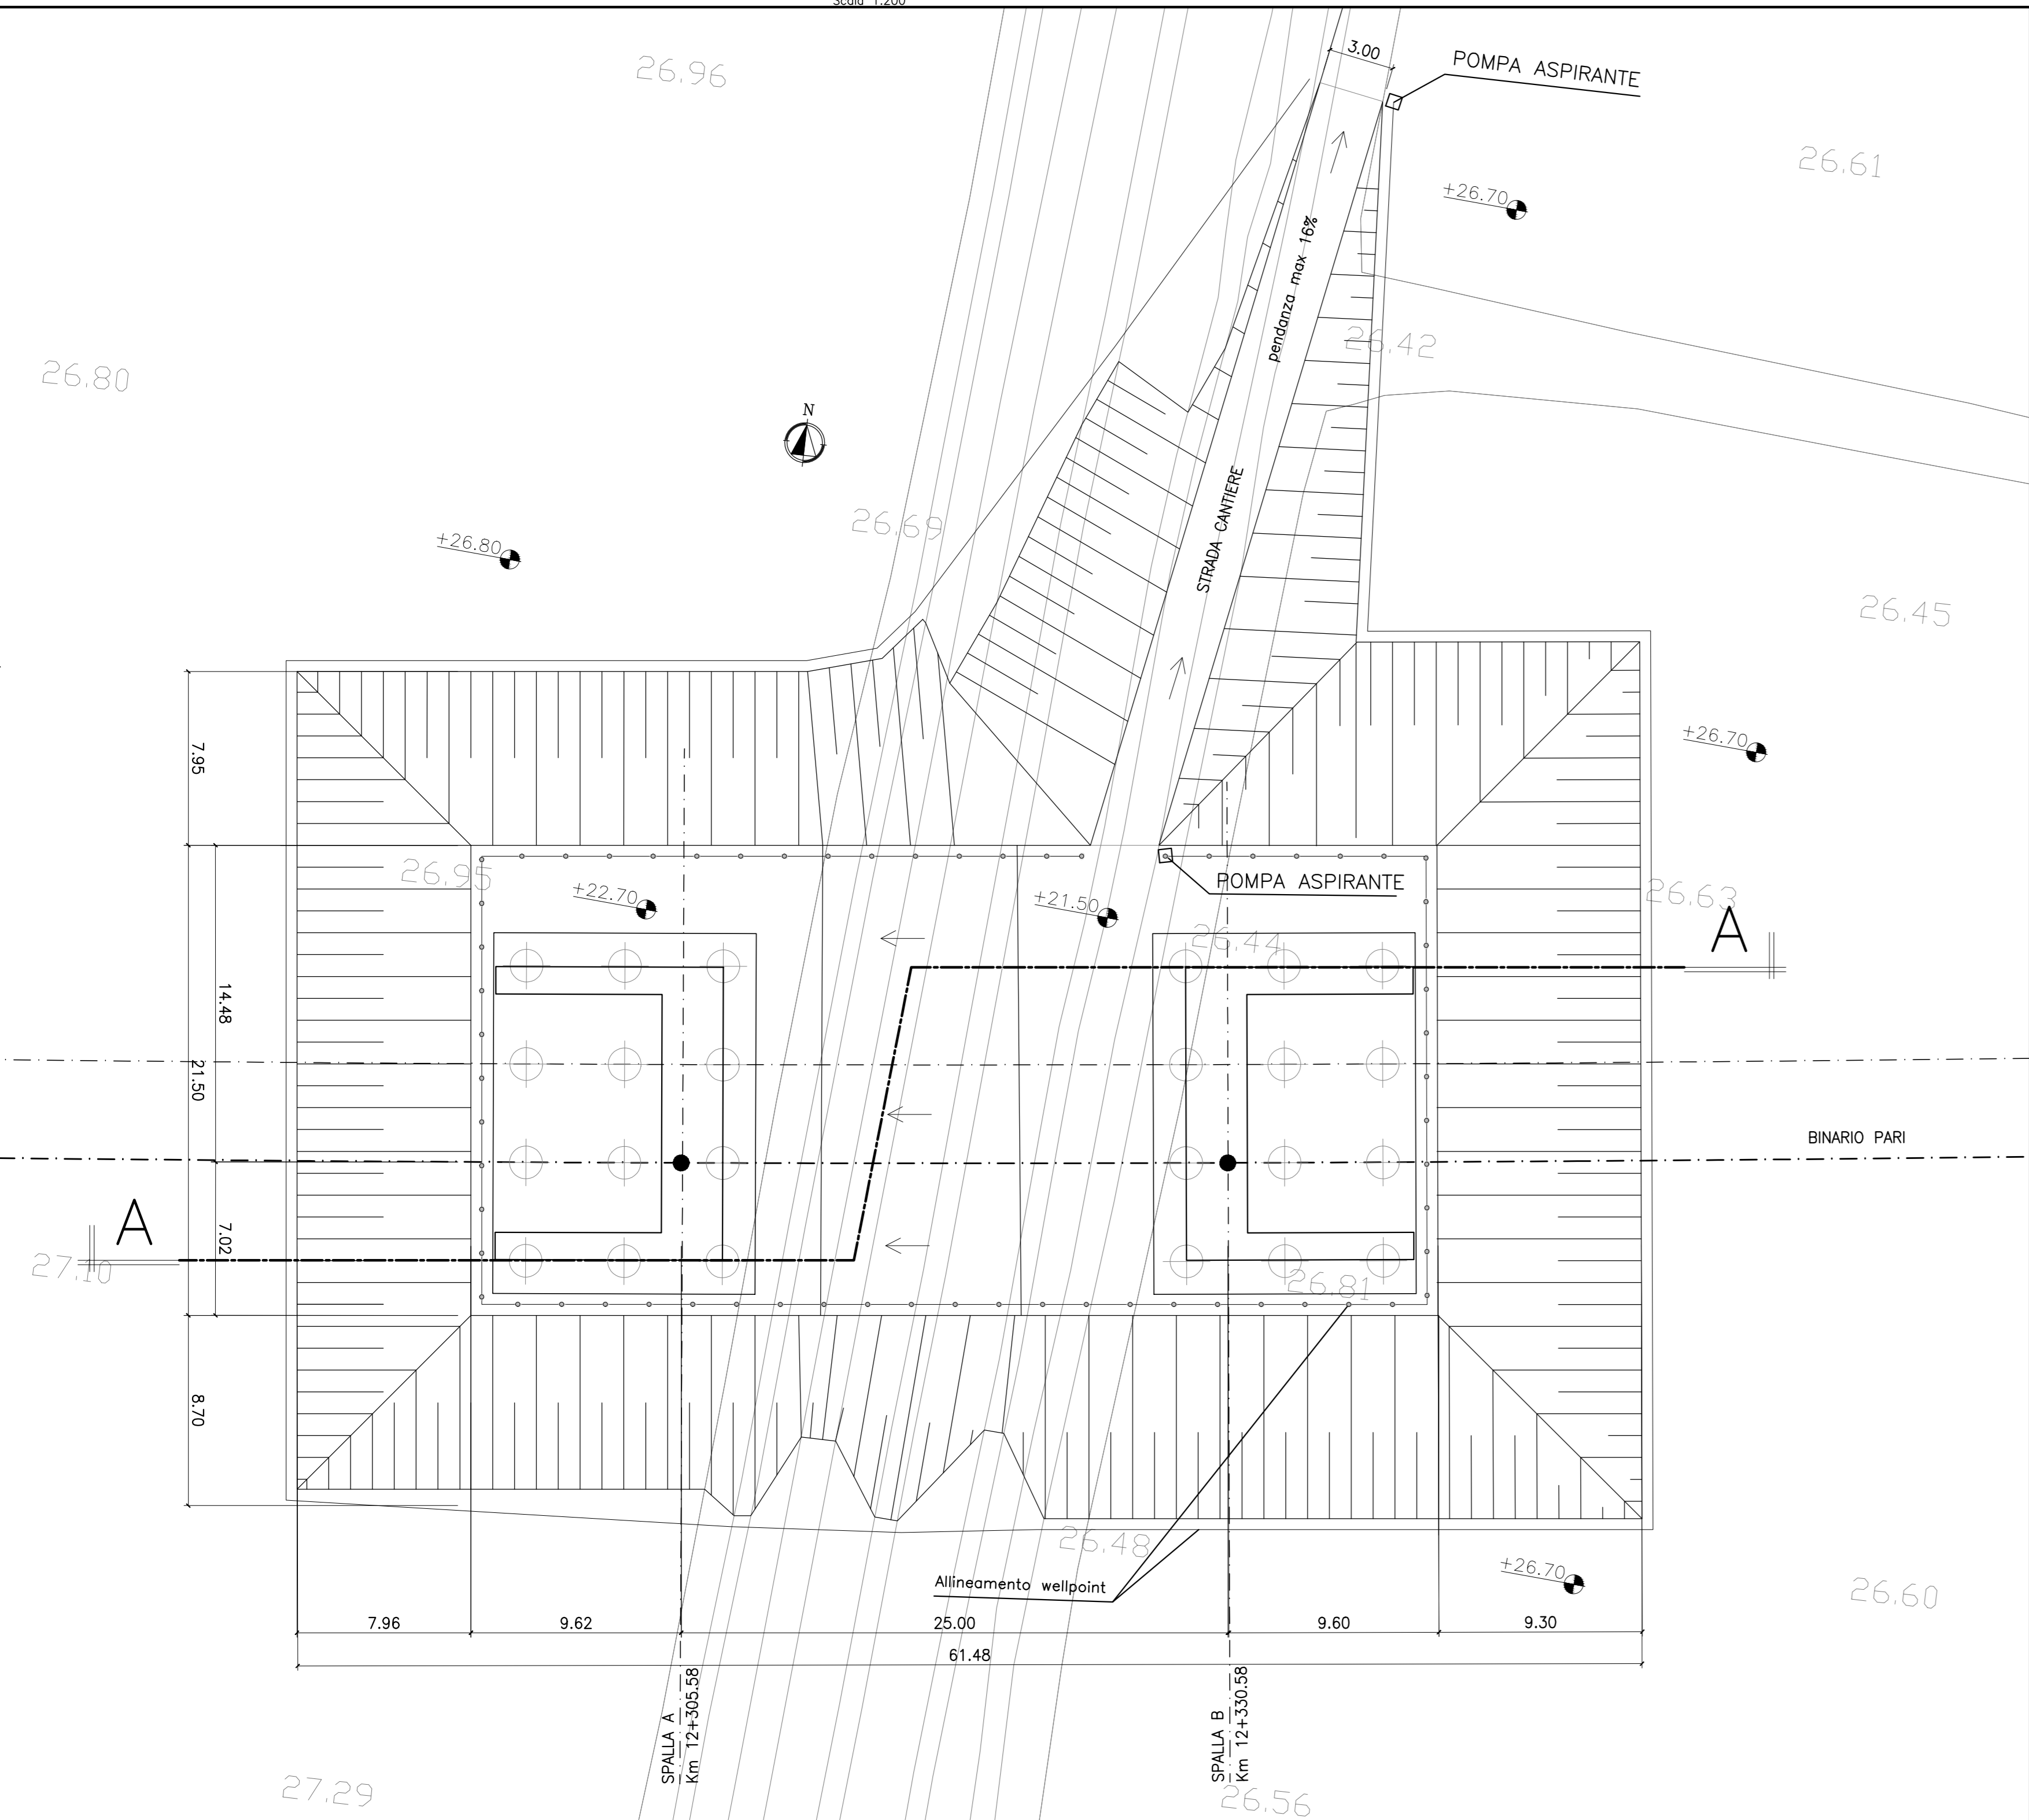 Scala 1:200
3.00
POMPA ASPIRANTE
26.96
26.61
+26.70
pendanza max 16%
26.42
26.80
N
STRADA CANTIERE
26.69
+26.80
26.45
+26.70
7.95
26.95
+22.70
+21.50
POMPA ASPIRANTE
26.63
A
26.44
14.48
21.50
BINARIO PARI
A
7.02
27.10
26.81
8.70
26.48
Allineamento wellpoint
+26.70
26.60
7.96
9.62
25.00
9.60
9.30
61.48
SPALLA A
Km 12+305.58
SPALLA B
Km 12+330.58
27.29
26.56